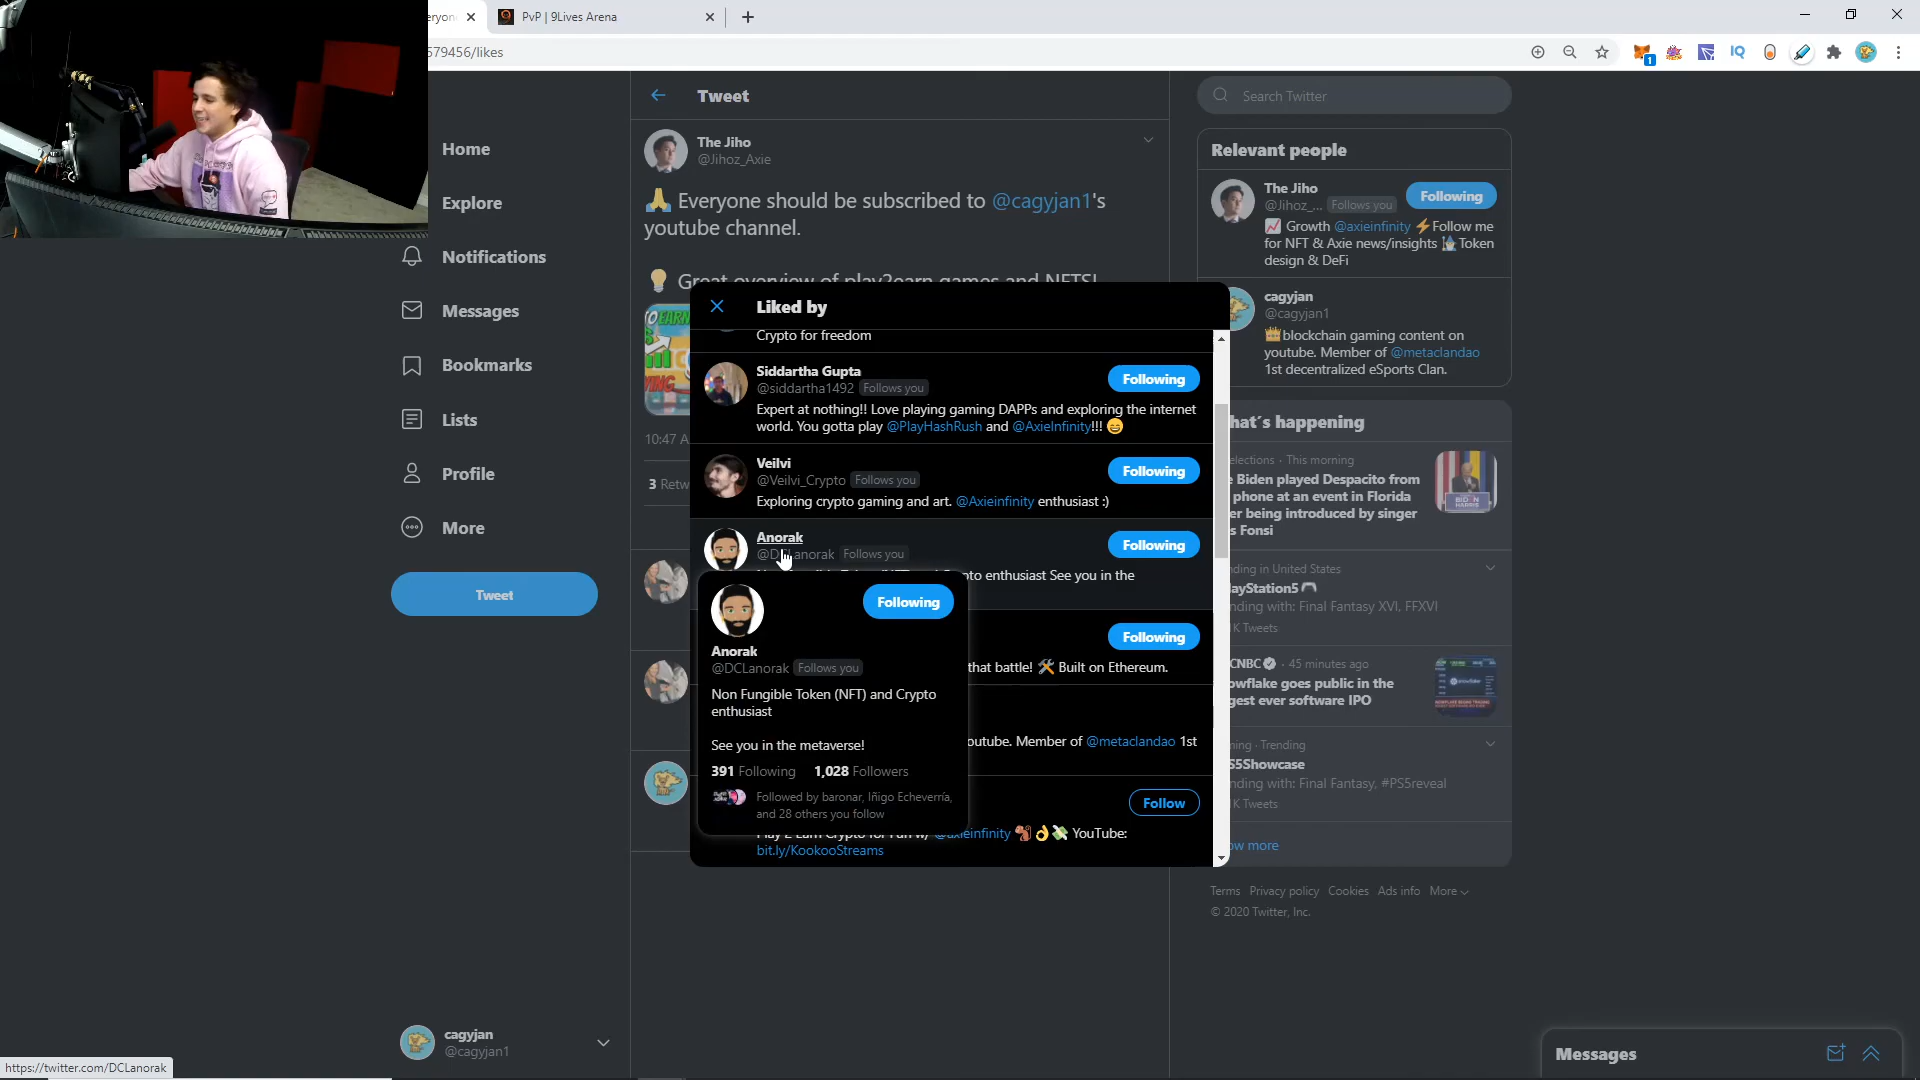 eryon
PvP | 9Lives Arena
579456/likes
1
IQ
Home
Explore
Notifications
Messages
Bookmarks
Lists
Profile
More
Tweet
cagyjan
@cagyjan1
https://twitter.com/DCLanorak
Tweet
The Jiho
@Jihoz_Axie
🙏 Everyone should be subscribed to @cagyjan1's
youtube channel.
💡 Great overview of play2earn games and NFTS!
10:47 A
3 Retw
Liked by
Crypto for freedom
Siddartha Gupta
@siddartha1492 Follows you
Following
Expert at nothing!! Love playing gaming DAPPs and exploring the internet
world. You gotta play @PlayHashRush and @AxieInfinity!!! 😄
Veilvi
@Veilvi_Crypto Follows you
Following
Exploring crypto gaming and art. @Axieinfinity enthusiast :)
Anorak
@DCLanorak Follows you
Following
to enthusiast See you in the
Following
Anorak
@DCLanorak Follows you
Non Fungible Token (NFT) and Crypto
enthusiast
See you in the metaverse!
391 Following 1,028 Followers
Followed by baronar, Iñigo Echeverría,
and 28 others you follow
Following
that battle! 🛠 Built on Ethereum.
outube. Member of @metaclandao 1st
Follow
Play 2 Earn Crypto for Fun w/ @axieinfinity 🐿👌💸 YouTube:
bit.ly/KookooStreams
Search Twitter
Relevant people
The Jiho
@Jihoz_... Follows you
Following
📈 Growth @axieinfinity ⚡Follow me
for NFT & Axie news/insights 🧙‍♂️Token
design & DeFi
cagyjan
@cagyjan1
👑blockchain gaming content on
youtube. Member of @metaclandao
1st decentralized eSports Clan.
hat's happening
elections · This morning
e Biden played Despacito from
phone at an event in Florida
er being introduced by singer
s Fonsi
nding in United States
layStation5 🎮
nding with: Final Fantasy XVI, FFXVI
K Tweets
CNBC · 45 minutes ago
owflake goes public in the
gest ever software IPO
ming · Trending
S5Showcase
nding with: Final Fantasy, #PS5reveal
K Tweets
ow more
Terms Privacy policy Cookies Ads info More
© 2020 Twitter, Inc.
Messages